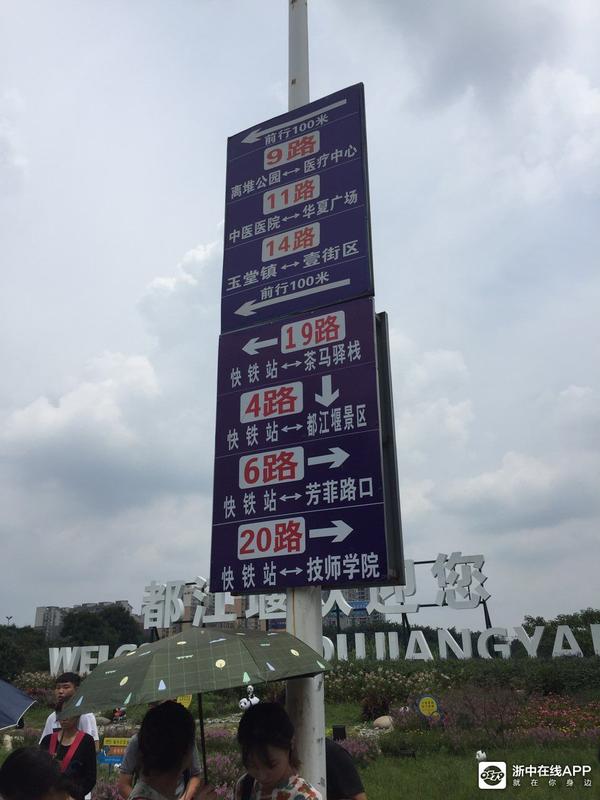 前行100米
9路
离堆公园↔医疗中心
11路
中医医院↔华夏广场
14路
玉堂镇↔壹街区
前行100米
19路
快铁站↔茶马驿栈
4路
快铁站↔都江堰景区
6路
快铁站↔芳菲路口
20路
快铁站↔技师学院
都江堰欢迎您
WELC
DUJIANGYA
浙中在线APP
就在你身边